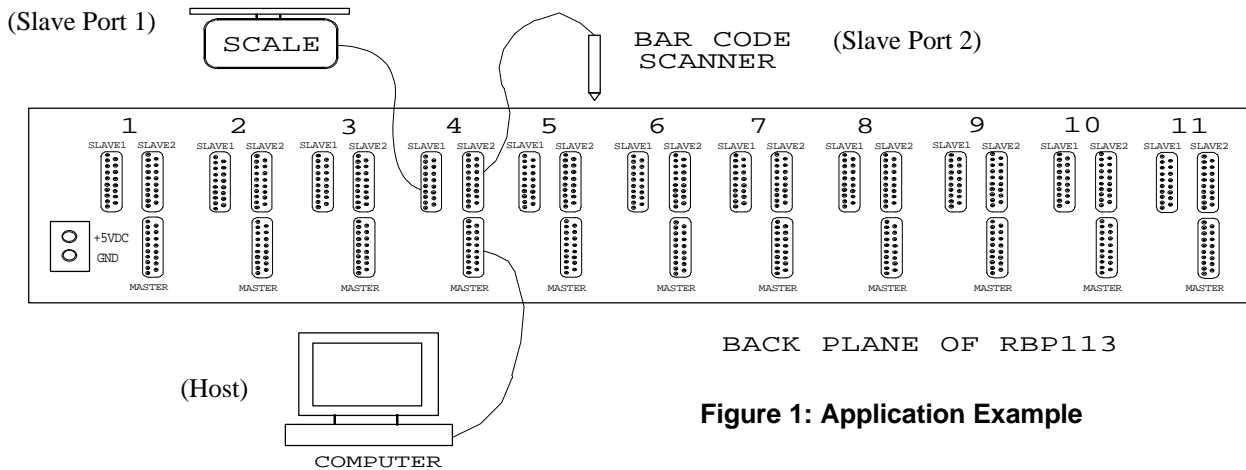 (Slave Port 1)
SCALE
BAR CODE
SCANNER
(Slave Port 2)
1 2 3 4 5 6 7 8 9 10 11
SLAVE1 SLAVE2 SLAVE1 SLAVE2 SLAVE1 SLAVE2 SLAVE1 SLAVE2 SLAVE1 SLAVE2 SLAVE1 SLAVE2 SLAVE1 SLAVE2 SLAVE1 SLAVE2 SLAVE1 SLAVE2 SLAVE1 SLAVE2 SLAVE1 SLAVE2
+5VDC
GND
MASTER MASTER MASTER MASTER MASTER MASTER MASTER MASTER MASTER MASTER MASTER
BACK PLANE OF RBP113
(Host)
Figure 1: Application Example
COMPUTER